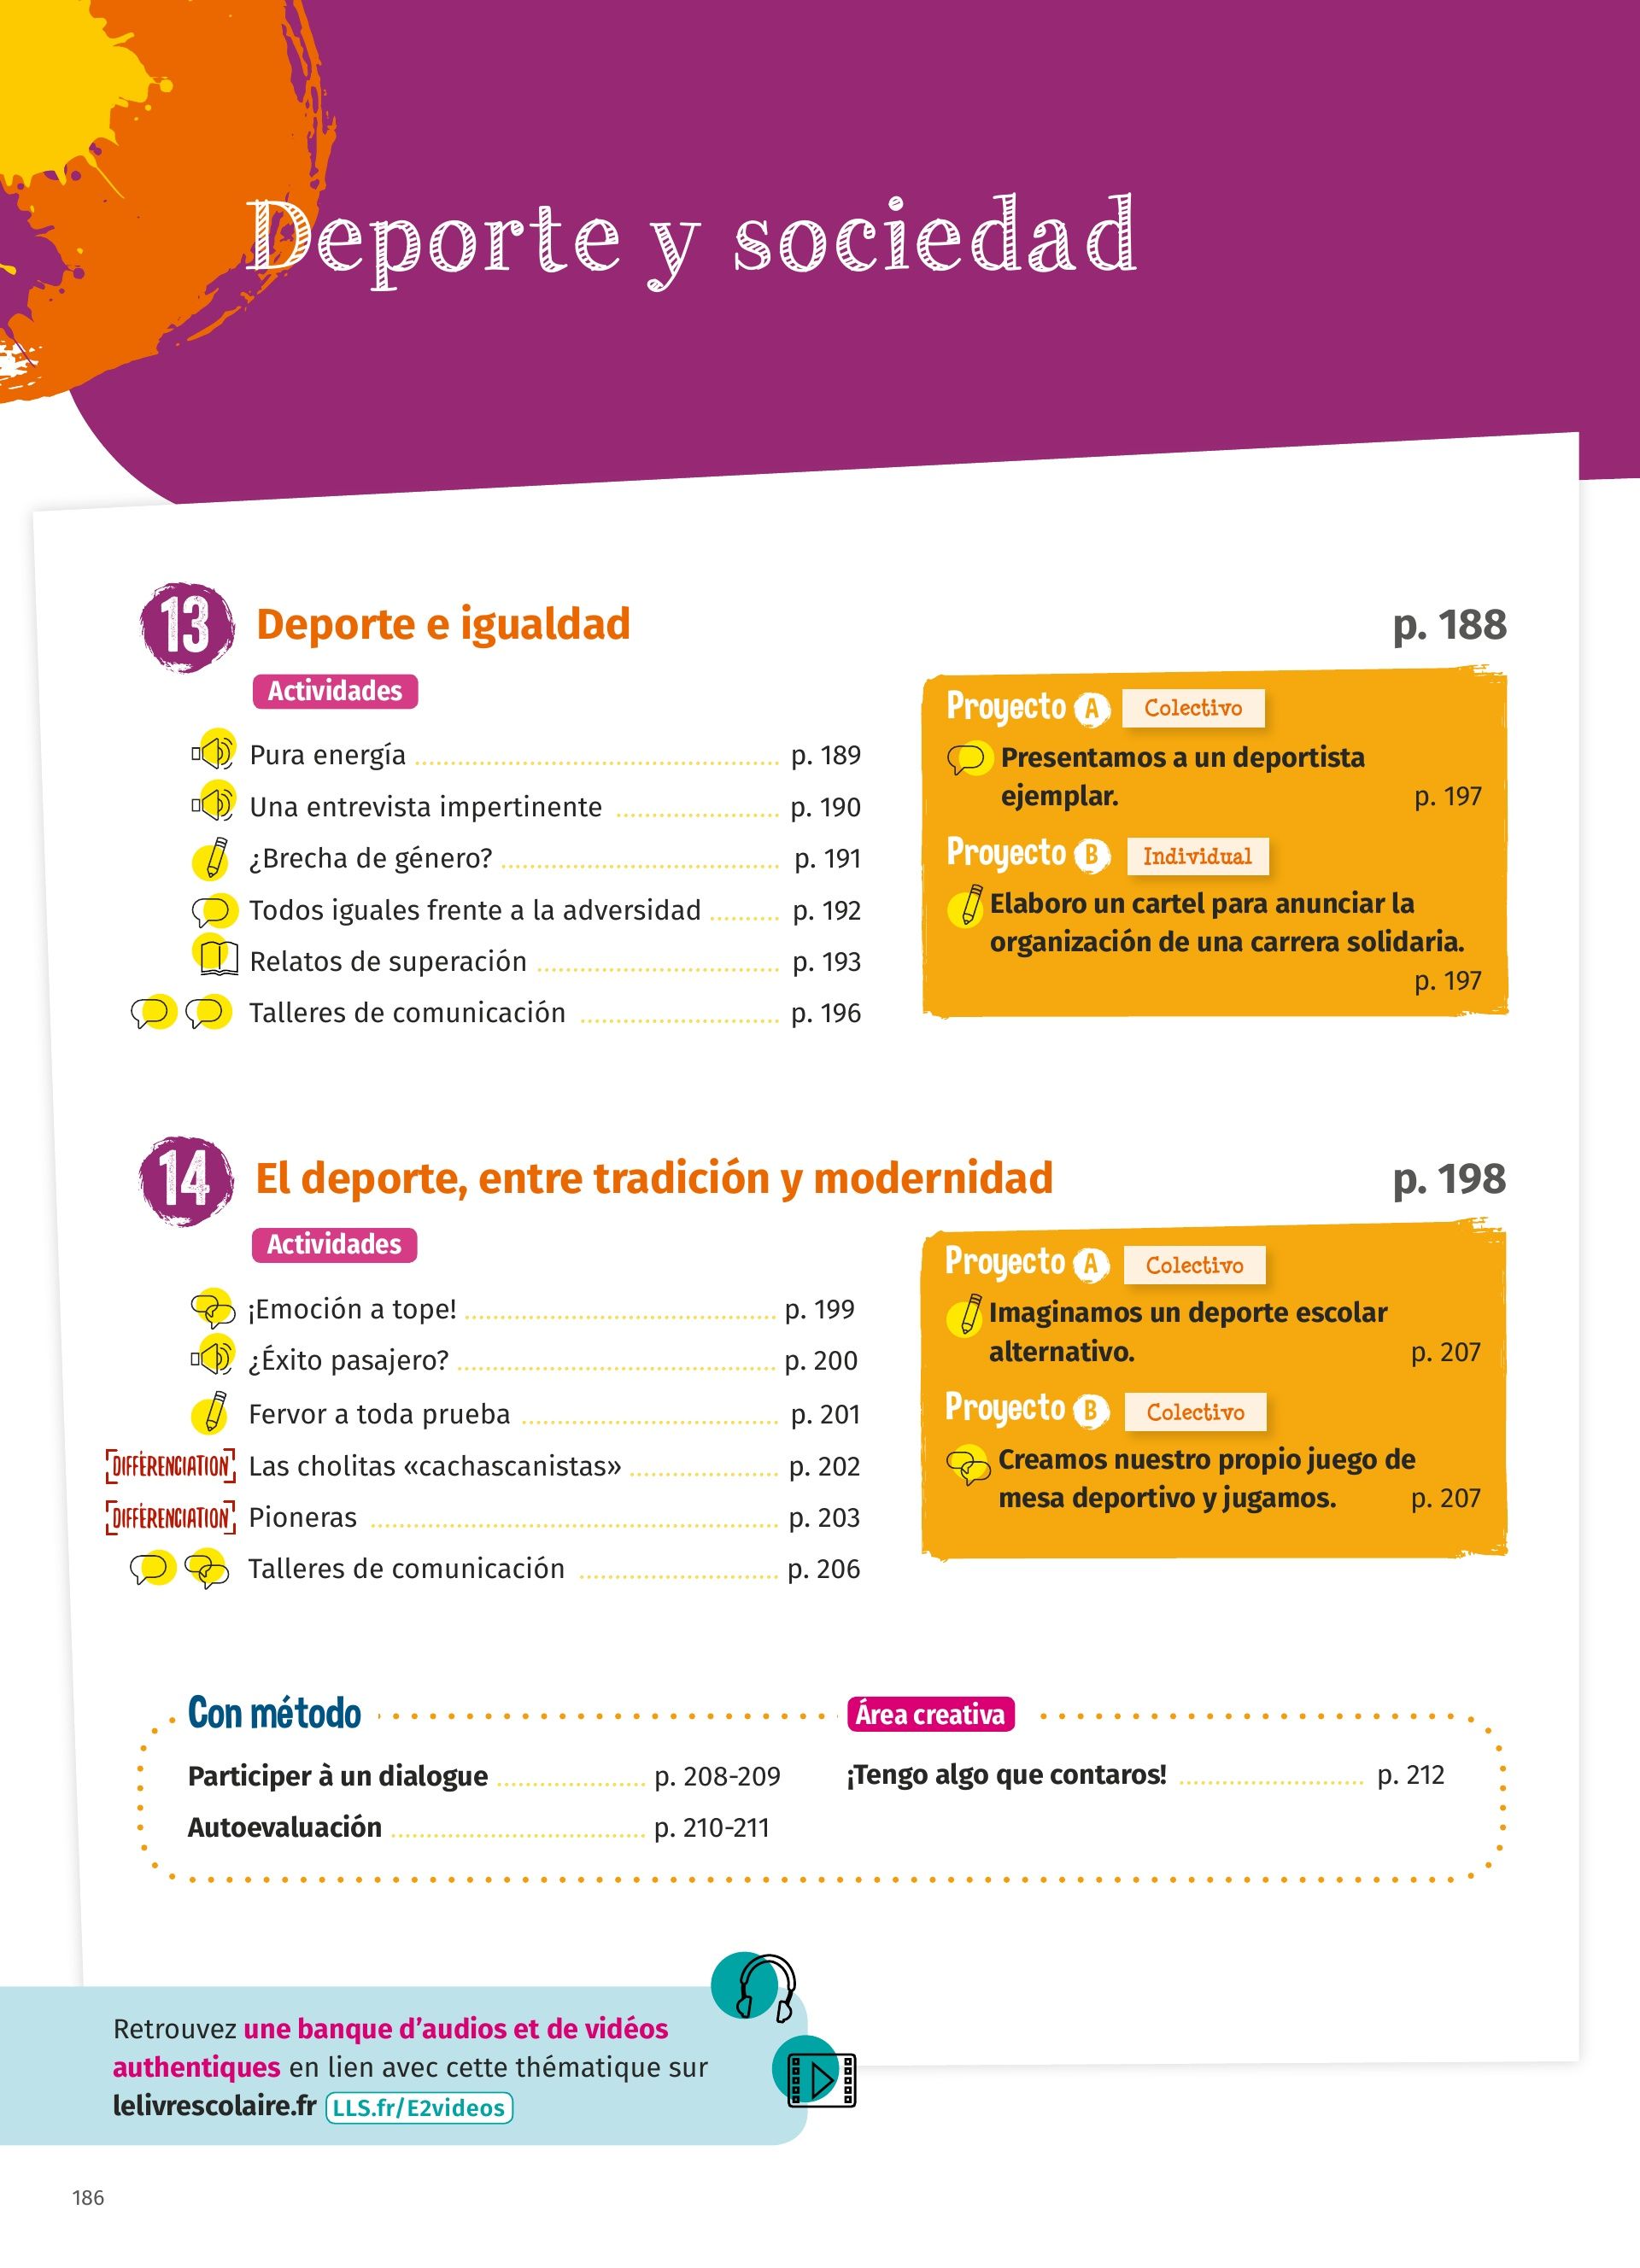 Deporte y sociedad
13 Deporte e igualdad p. 188
Actividades
Pura energía p. 189
Una entrevista impertinente p. 190
¿Brecha de género? p. 191
Todos iguales frente a la adversidad p. 192
Relatos de superación p. 193
Talleres de comunicación p. 196
Proyecto A Colectivo
Presentamos a un deportista
ejemplar. p. 197
Proyecto B Individual
Elaboro un cartel para anunciar la
organización de una carrera solidaria.
p. 197
14 El deporte, entre tradición y modernidad p. 198
Actividades
¡Emoción a tope! p. 199
¿Éxito pasajero? p. 200
Fervor a toda prueba p. 201
[DIFFÉRENCIATION] Las cholitas «cachascanistas» p. 202
[DIFFÉRENCIATION] Pioneras p. 203
Talleres de comunicación p. 206
Proyecto A Colectivo
Imaginamos un deporte escolar
alternativo. p. 207
Proyecto B Colectivo
Creamos nuestro propio juego de
mesa deportivo y jugamos. p. 207
Con método
Participer à un dialogue p. 208-209
Autoevaluación p. 210-211
Área creativa
¡Tengo algo que contaros! p. 212
Retrouvez une banque d'audios et de vidéos
authentiques en lien avec cette thématique sur
lelivrescolaire.fr LLS.fr/E2videos
186